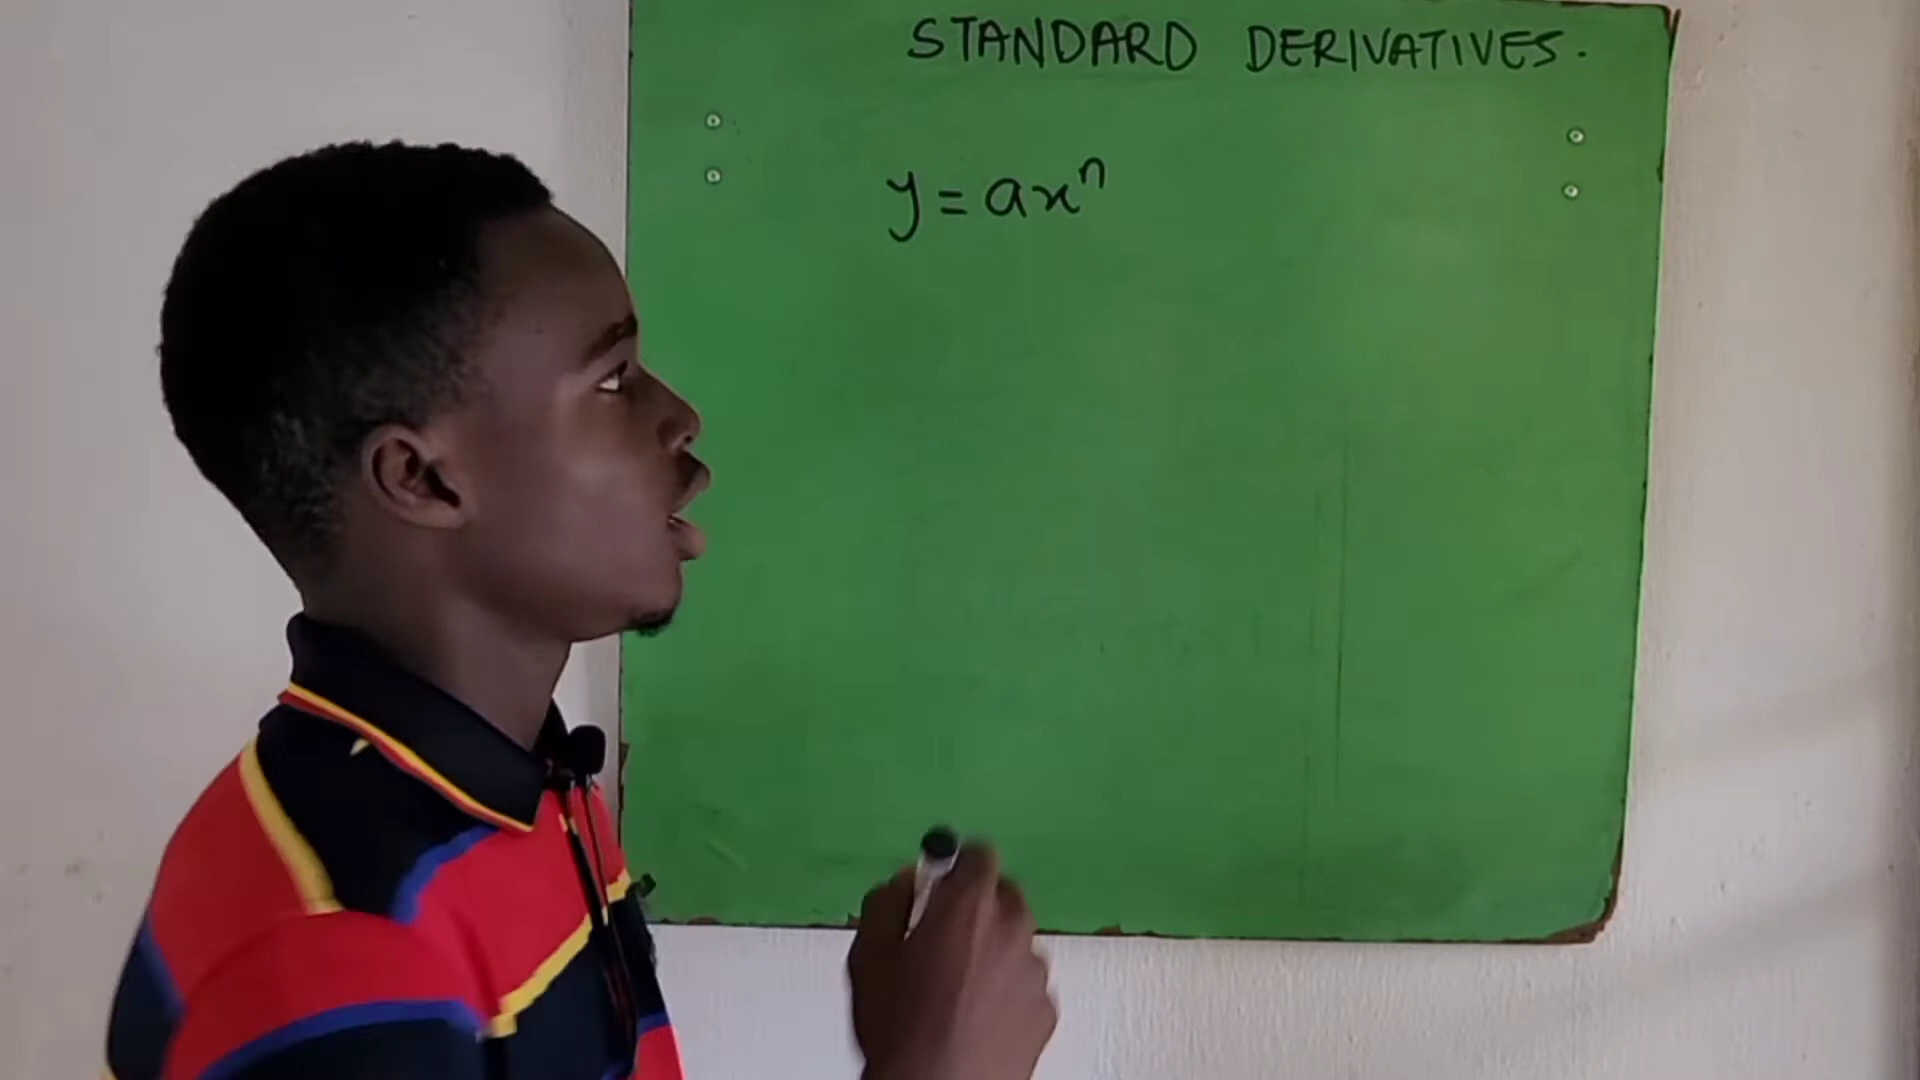 STANDARD DERIVATIVES.
y = axⁿ